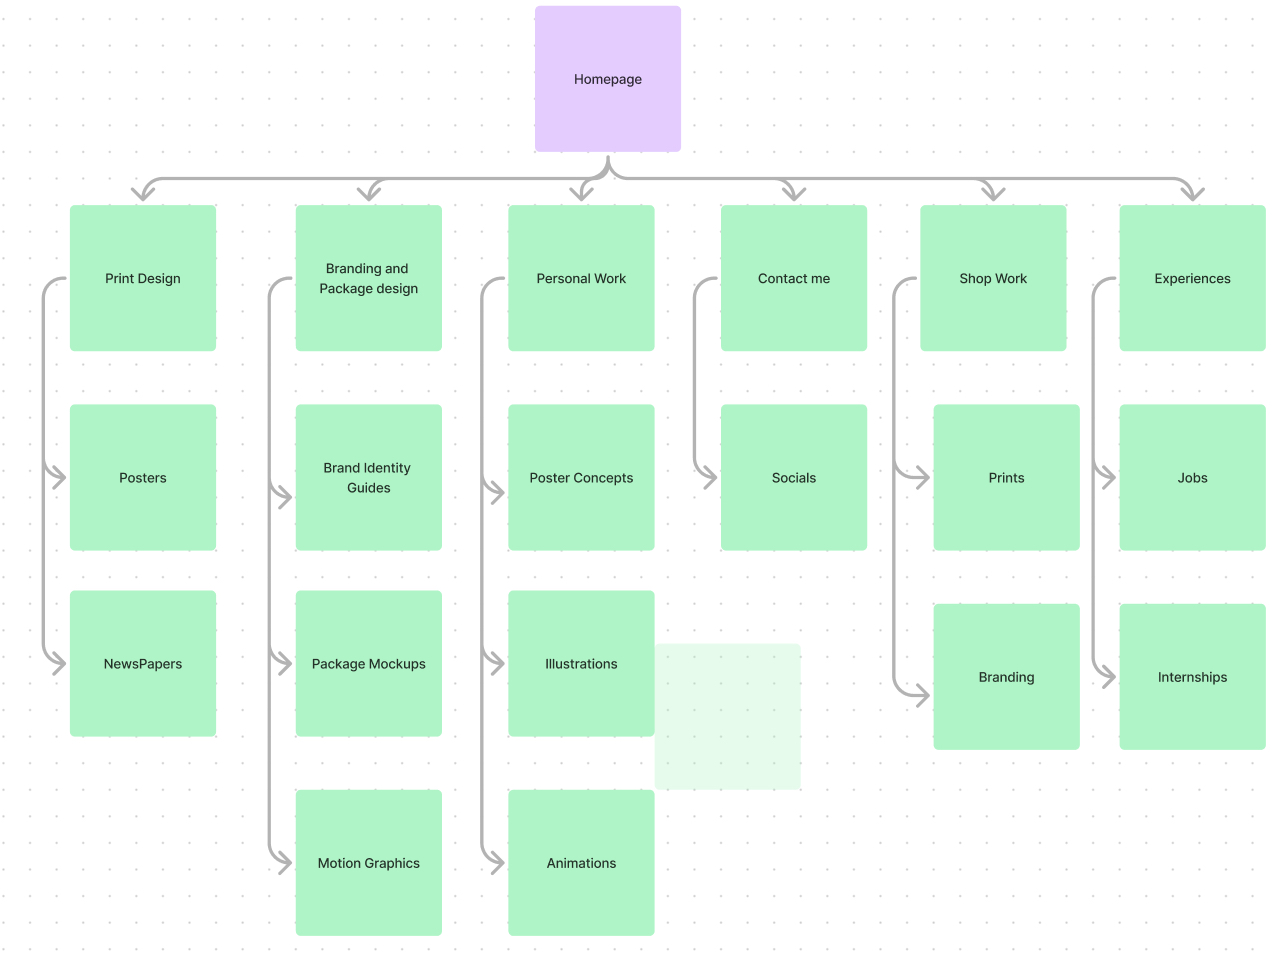 Homepage
Print Design
Branding and
Package design
Personal Work
Contact me
Shop Work
Experiences
Posters
Brand Identity
Guides
Poster Concepts
Socials
Prints
Jobs
NewsPapers
Package Mockups
Illustrations
Branding
Internships
Motion Graphics
Animations